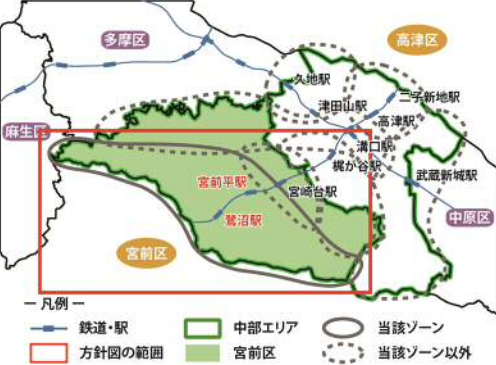 多摩区
高津区
久地駅
津田山駅
二子新地駅
高津駅
麻生区
溝口駅
梶が谷駅
武蔵新城駅
宮前平駅
宮崎台駅
鷺沼駅
中原区
宮前区
― 凡例 ―
鉄道・駅
中部エリア
当該ゾーン
方針図の範囲
宮前区
当該ゾーン以外